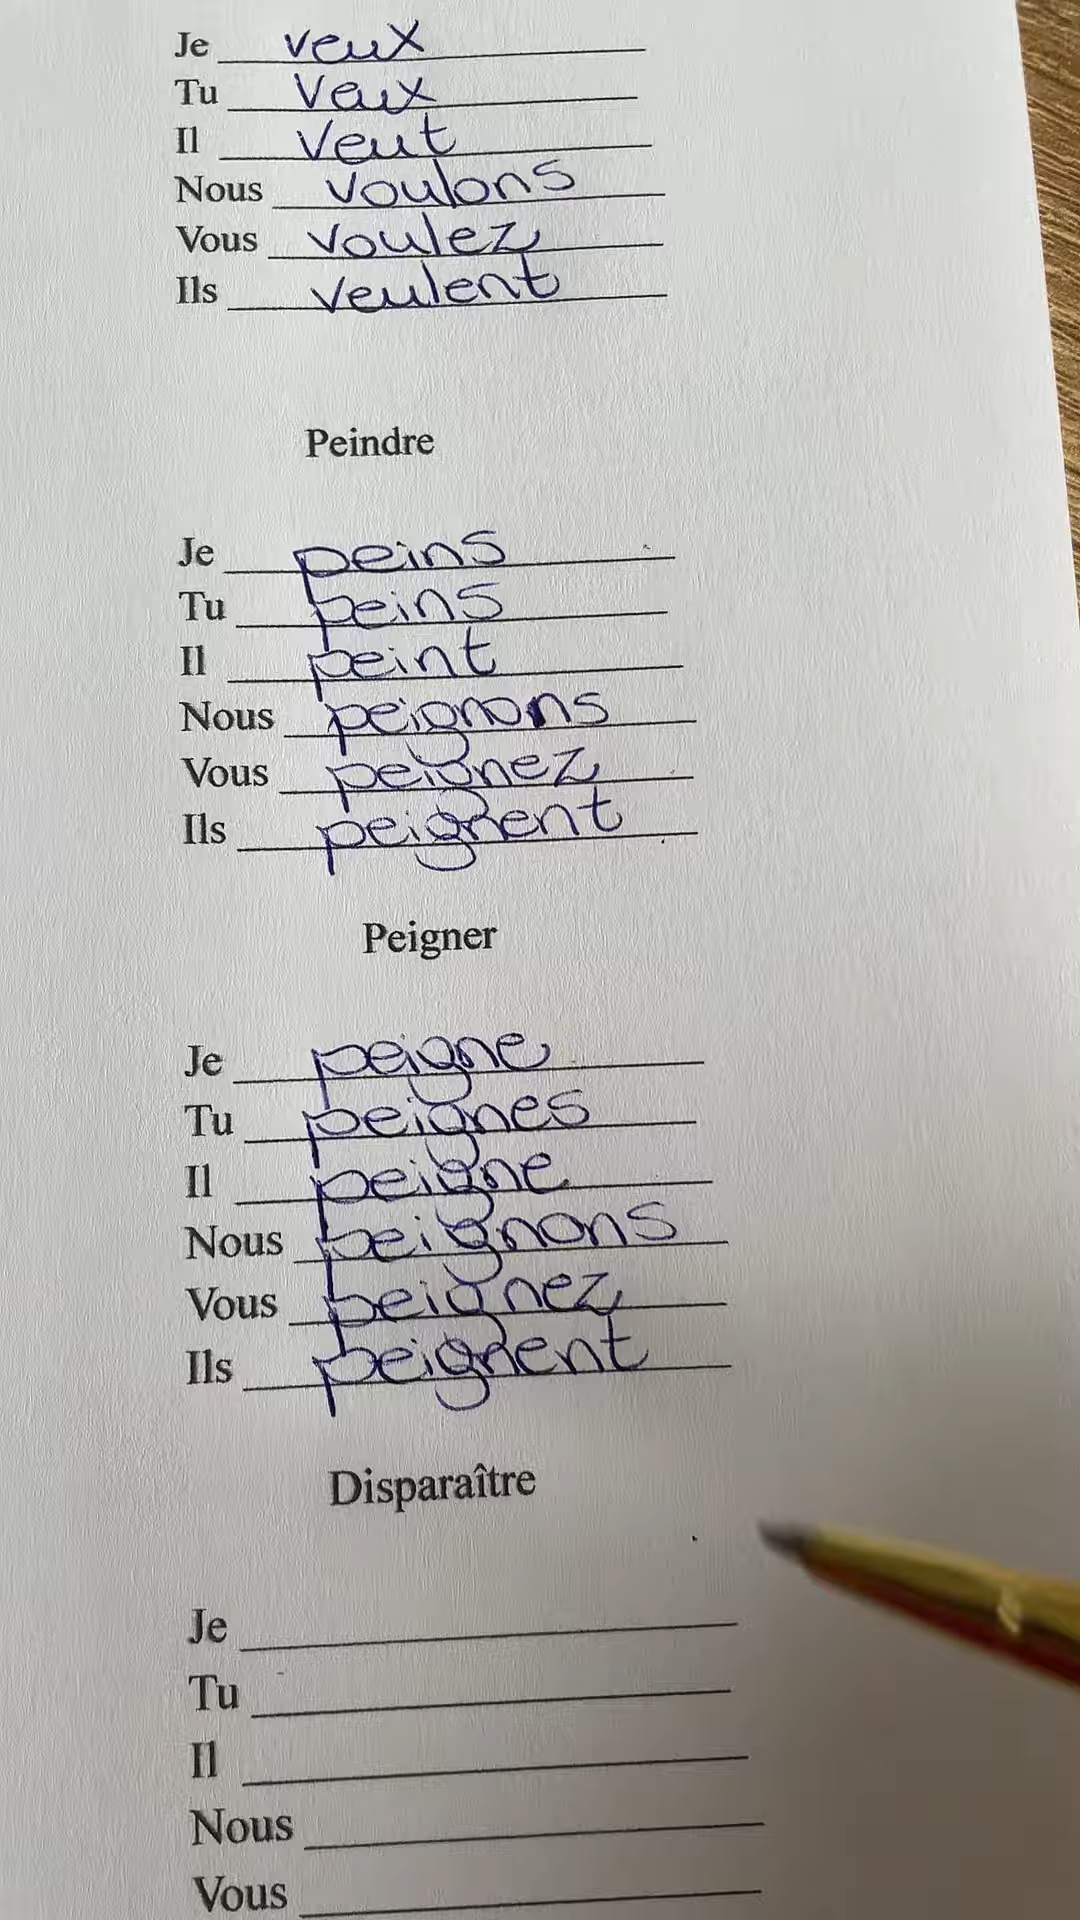 Je veux
Tu veux
Il veut
Nous voulons
Vous voulez
Ils veulent
Peindre
Je peins
Tu peins
Il peint
Nous peignons
Vous peignez
Ils peignent
Peigner
Je peigne
Tu peignes
Il peigne
Nous peignons
Vous peignez
Ils peignent
Disparaître
Je
Tu
Il
Nous
Vous